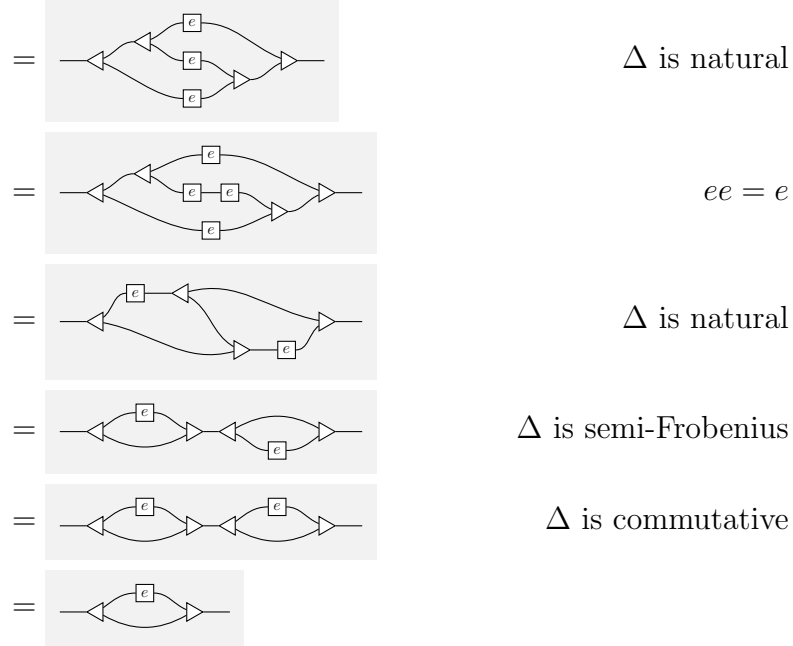 = e e e Δ is natural
= e e e e ee = e
= e e Δ is natural
= e e Δ is semi-Frobenius
= e e Δ is commutative
= e